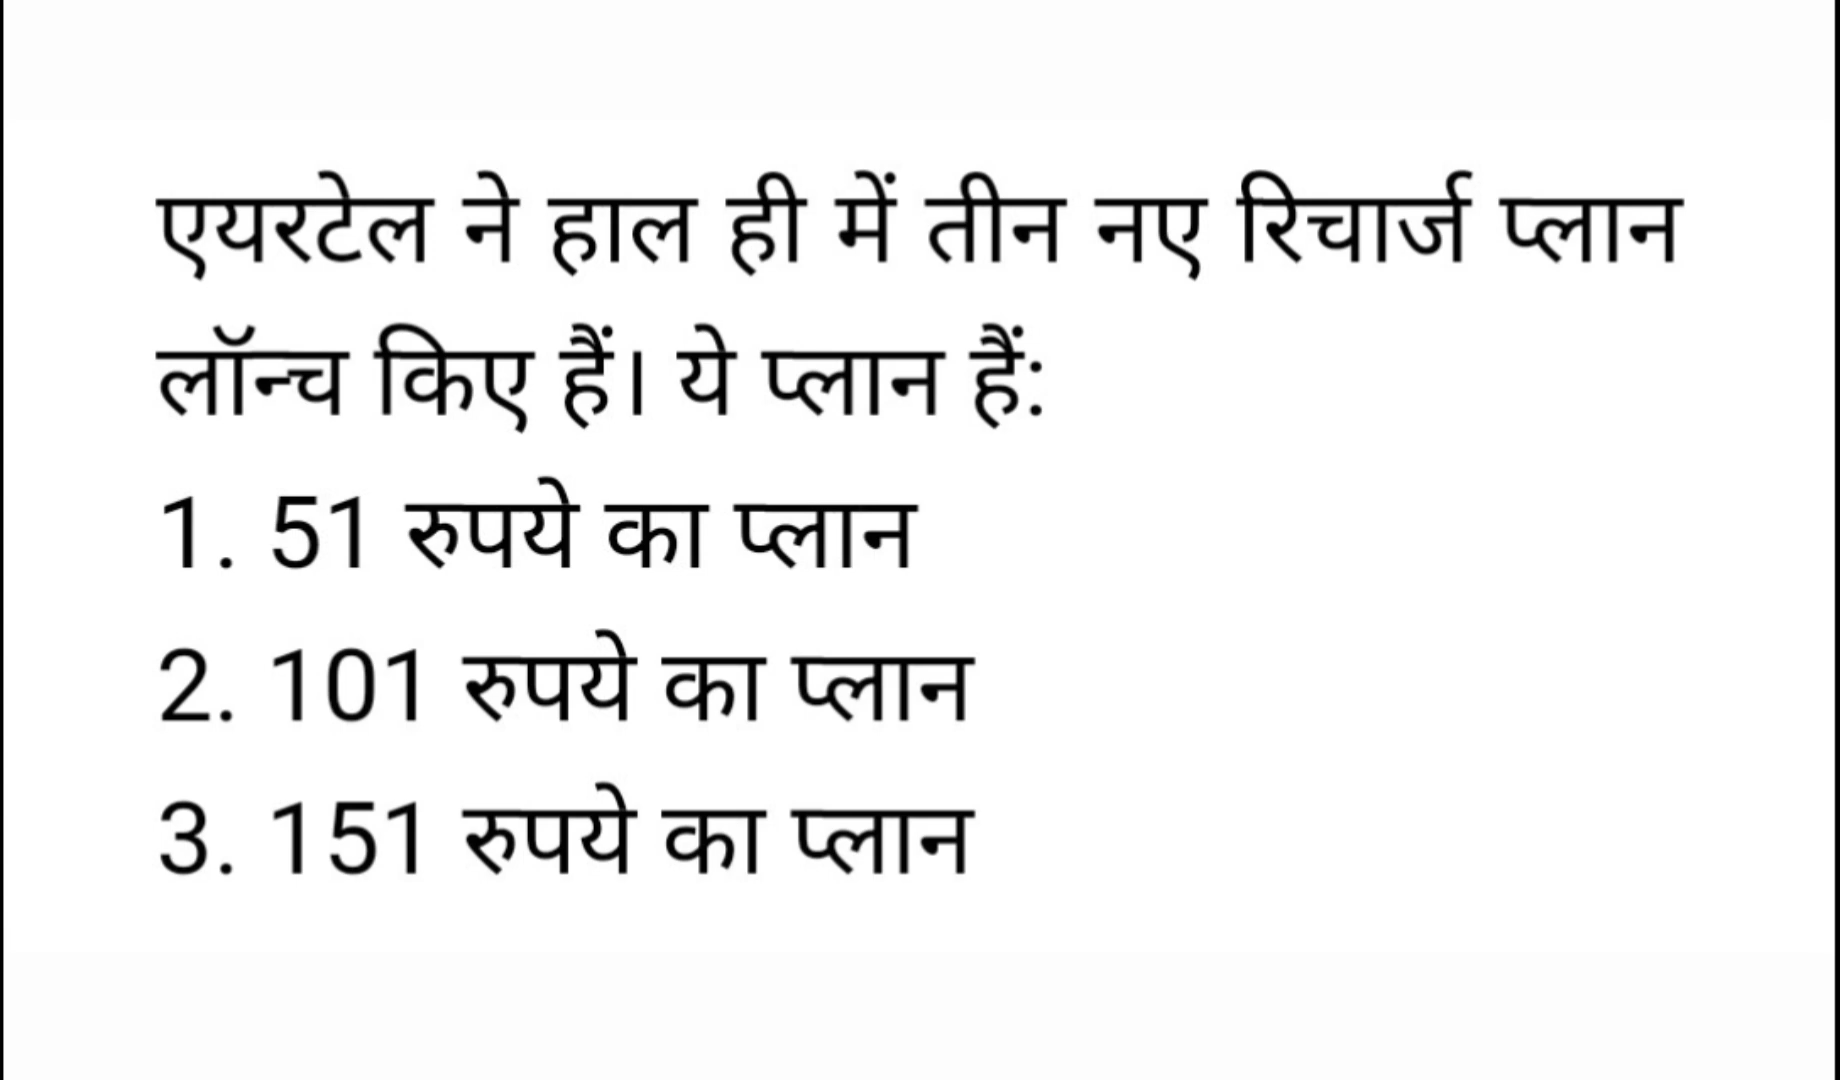 एयरटेल ने हाल ही में तीन नए रिचार्ज प्लान
लॉन्च किए हैं। ये प्लान हैं:
1. 51 रुपये का प्लान
2. 101 रुपये का प्लान
3. 151 रुपये का प्लान